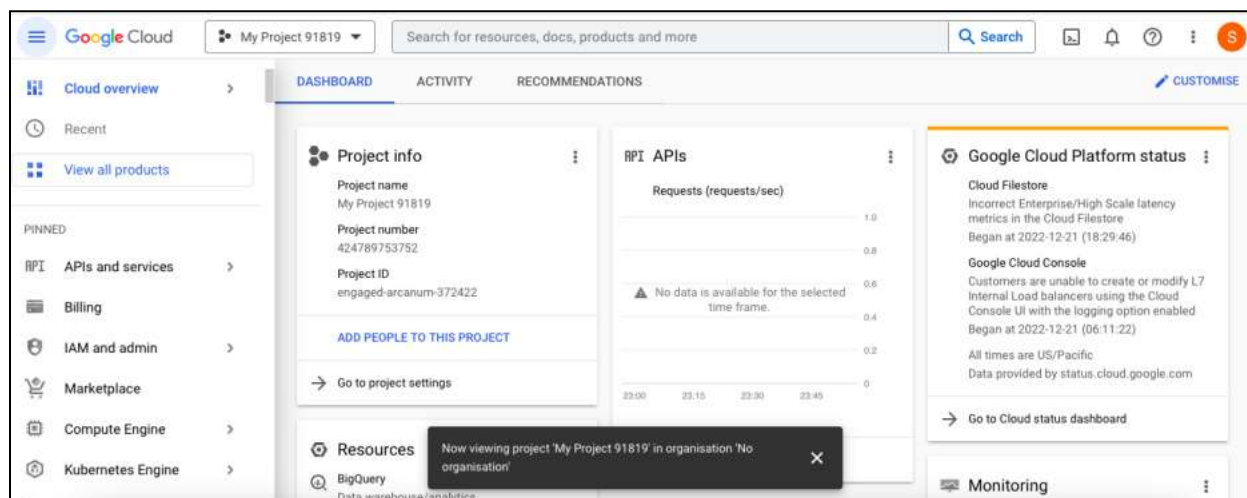 Google Cloud
My Project 91819
Search for resources, docs, products and more
Search
S
Cloud overview
Recent
View all products
PINNED
API APIs and services
Billing
IAM and admin
Marketplace
Compute Engine
Kubernetes Engine
DASHBOARD
ACTIVITY
RECOMMENDATIONS
CUSTOMISE
Project info
Project name
My Project 91819
Project number
424789753752
Project ID
engaged-arcanum-372422
ADD PEOPLE TO THIS PROJECT
Go to project settings
Resources
BigQuery
Data warehouse/analytics
API APIs
Requests (requests/sec)
1.0
0.8
0.6
0.4
0.2
0
No data is available for the selected
time frame.
23:00
23:15
23:30
23:45
Google Cloud Platform status
Cloud Filestore
Incorrect Enterprise/High Scale latency
metrics in the Cloud Filestore
Began at 2022-12-21 (18:29:46)
Google Cloud Console
Customers are unable to create or modify L7
Internal Load balancers using the Cloud
Console UI with the logging option enabled
Began at 2022-12-21 (06:11:22)
All times are US/Pacific
Data provided by status.cloud.google.com
Go to Cloud status dashboard
Monitoring
Now viewing project 'My Project 91819' in organisation 'No
organisation'